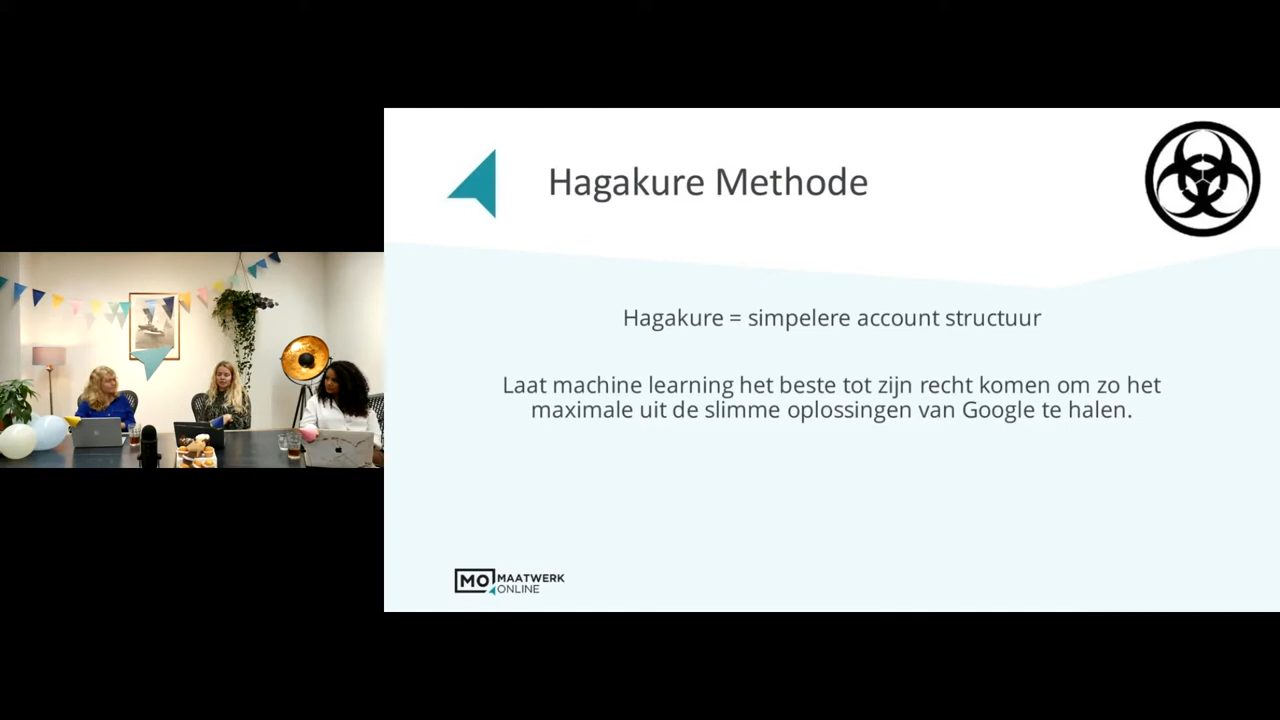 Hagakure Methode
Hagakure = simpelere account structuur
Laat machine learning het beste tot zijn recht komen om zo het
maximale uit de slimme oplossingen van Google te halen.
MO MAATWERK
ONLINE